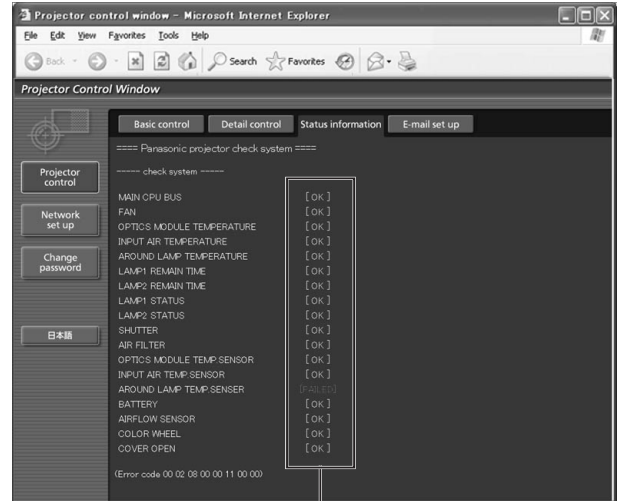 Projector control window - Microsoft Internet Explorer
File Edit View Favorites Tools Help
Back Search Favorites
Projector Control Window
Basic control Detail control Status information E-mail set up
==== Panasonic projector check system ====
Projector control
----- check system -----
MAIN CPU BUS [ OK ]
Network set up
FAN [ OK ]
OPTICS MODULE TEMPERATURE [ OK ]
INPUT AIR TEMPERATURE [ OK ]
Change password
AROUND LAMP TEMPERATURE [ OK ]
LAMP1 REMAIN TIME [ OK ]
LAMP2 REMAIN TIME [ OK ]
LAMP1 STATUS [ OK ]
LAMP2 STATUS [ OK ]
日本語
SHUTTER [ OK ]
AIR FILTER [ OK ]
OPTICS MODULE TEMP.SENSOR [ OK ]
INPUT AIR TEMP.SENSOR [ OK ]
AROUND LAMP TEMP.SENSER [FAILED]
BATTERY [ OK ]
AIRFLOW SENSOR [ OK ]
COLOR WHEEL [ OK ]
COVER OPEN [ OK ]
(Error code 00 02 08 00 00 11 00 00)